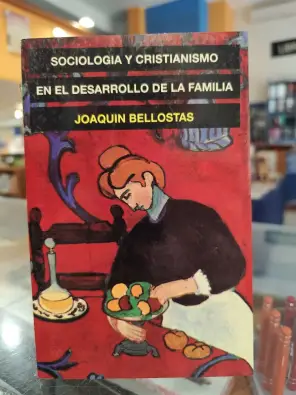 SOCIOLOGIA Y CRISTIANISMO
EN EL DESARROLLO DE LA FAMILIA
JOAQUIN BELLOSTAS